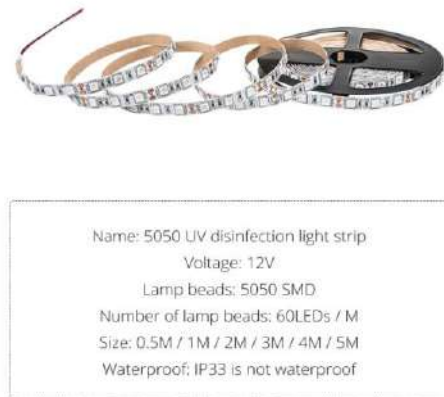 Name: 5050 UV disinfection light strip
Voltage: 12V
Lamp beads: 5050 SMD
Number of lamp beads: 60LEDs / M
Size: 0.5M / 1M / 2M / 3M / 4M / 5M
Waterproof: IP33 is not waterproof